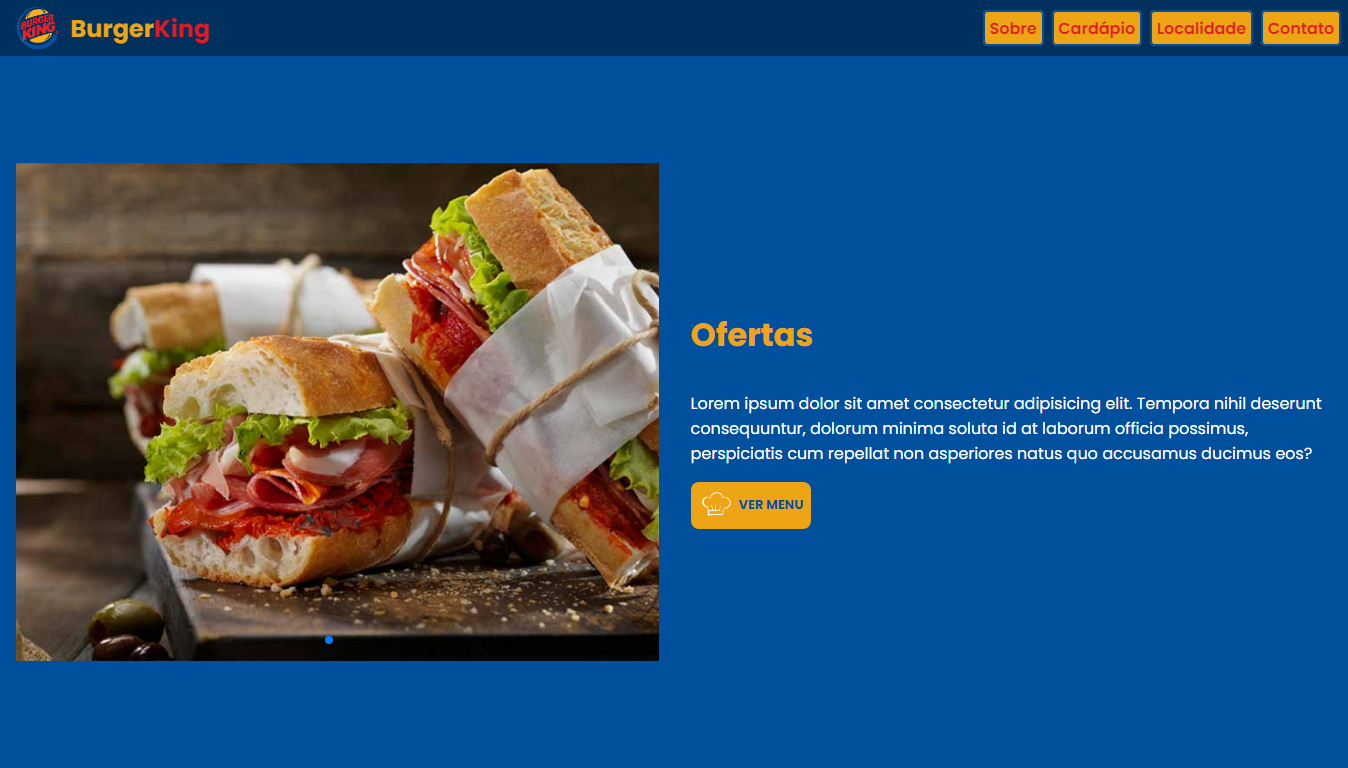 BURGER
KING
BurgerKing
Sobre
Cardápio
Localidade
Contato
Ofertas
Lorem ipsum dolor sit amet consectetur adipisicing elit. Tempora nihil deserunt
consequuntur, dolorum minima soluta id at laborum officia possimus,
perspiciatis cum repellat non asperiores natus quo accusamus ducimus eos?
VER MENU